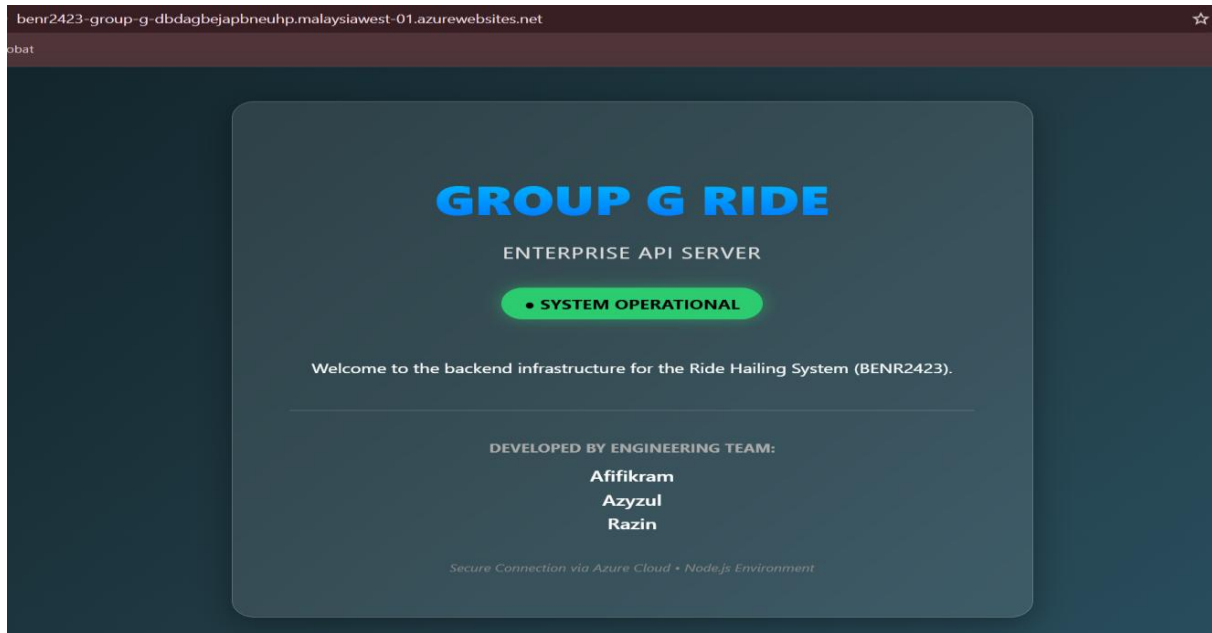 benr2423-group-g-dbdagbejapbneuhp.malaysiawest-01.azurewebsites.net
obat
GROUP G RIDE
ENTERPRISE API SERVER
• SYSTEM OPERATIONAL
Welcome to the backend infrastructure for the Ride Hailing System (BENR2423).
DEVELOPED BY ENGINEERING TEAM:
Afifikram
Azyzul
Razin
Secure Connection via Azure Cloud • Node.js Environment